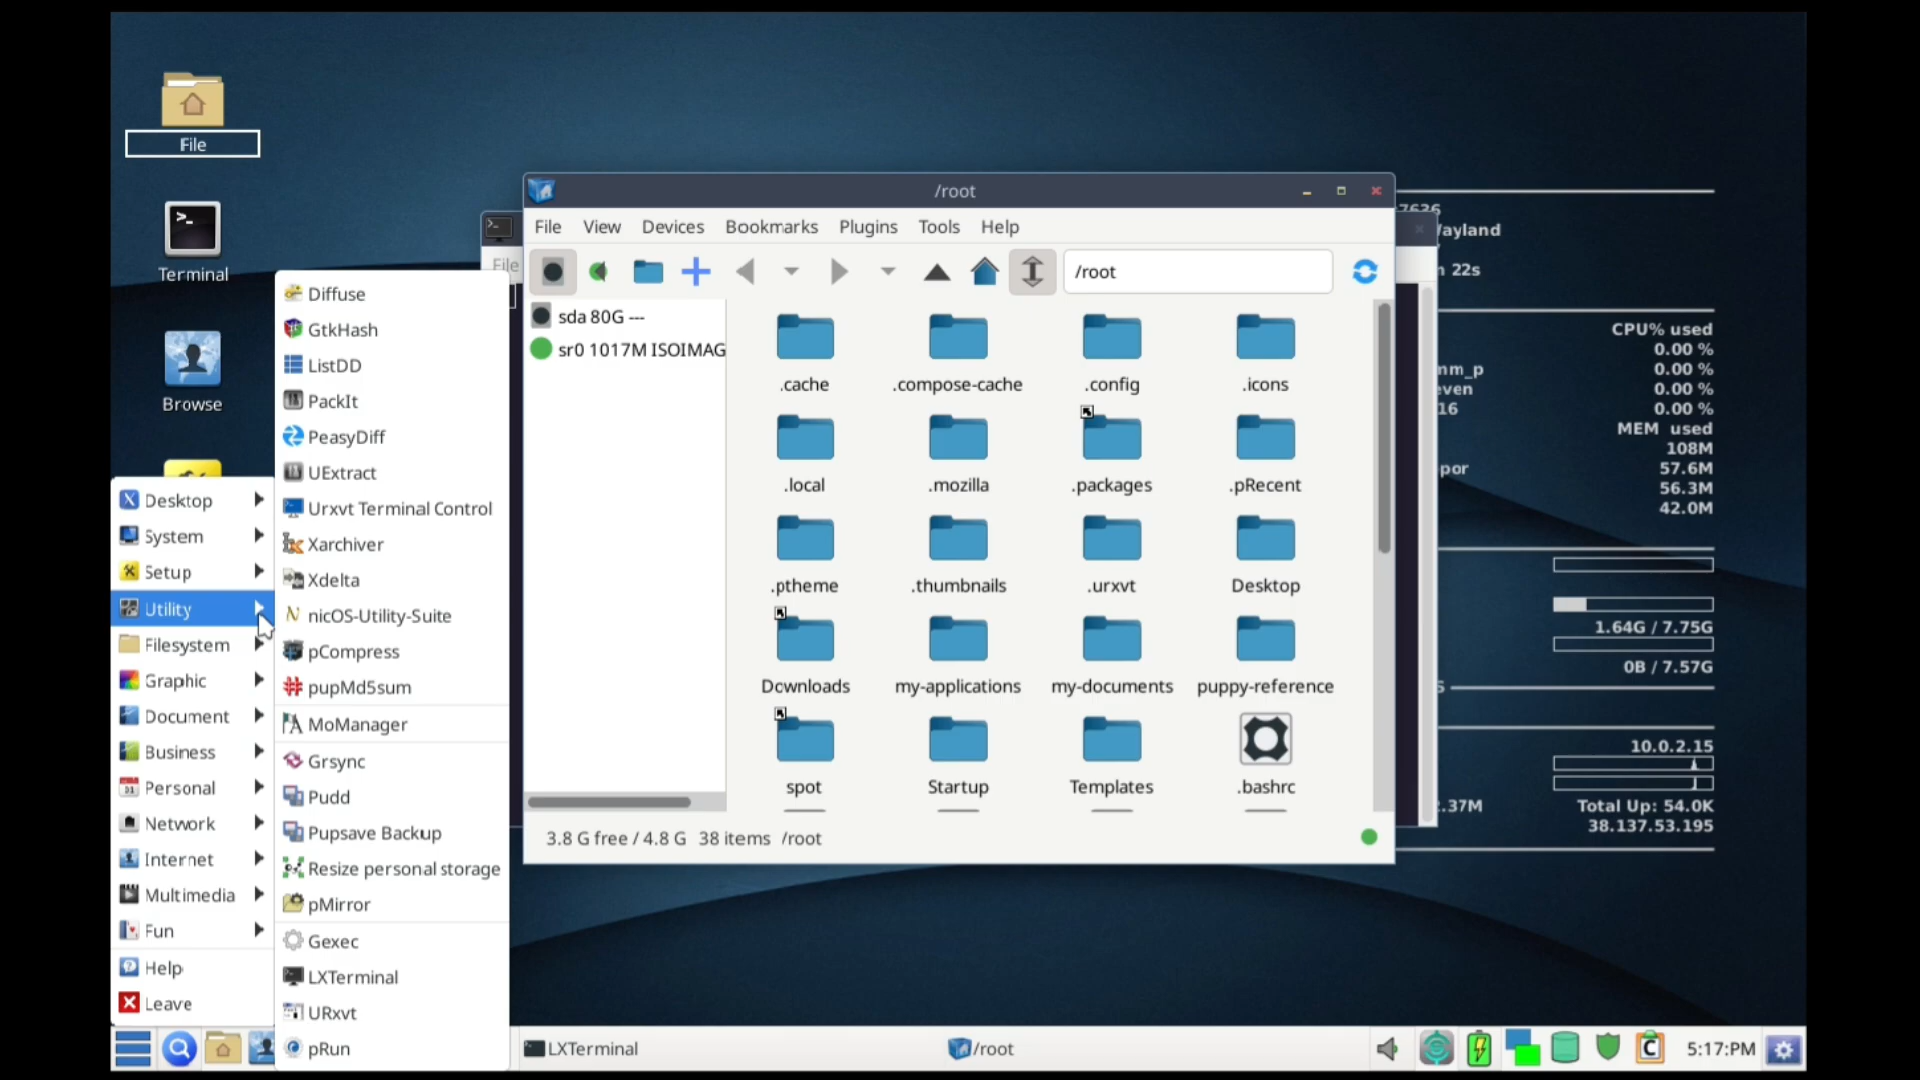 File
Terminal
Browse
Desktop
System
Setup
Utility
Filesystem
Graphic
Document
Business
Personal
Network
Internet
Multimedia
Fun
Help
Leave
Diffuse
GtkHash
ListDD
PackIt
PeasyDiff
UExtract
Urxvt Terminal Control
Xarchiver
Xdelta
nicOS-Utility-Suite
pCompress
pupMd5sum
MoManager
Grsync
Pudd
Pupsave Backup
Resize personal storage
pMirror
Gexec
LXTerminal
URxvt
pRun
File
/root
File View Devices Bookmarks Plugins Tools Help
/root
sda 80G ---
sr0 1017M ISOIMAG
.cache .compose-cache .config .icons
.local .mozilla .packages .pRecent
.ptheme .thumbnails .urxvt Desktop
Downloads my-applications my-documents puppy-reference
spot Startup Templates .bashrc
3.8 G free / 4.8 G 38 items /root
7636
/ayland
22s
CPU% used
0.00 %
mm_p 0.00 %
even 0.00 %
16 0.00 %
MEM used
108M
por 57.6M
56.3M
42.0M
1.64G / 7.75G
0B / 7.57G
10.0.2.15
.37M Total Up: 54.0K
38.137.53.195
LXTerminal /root 5:17:PM